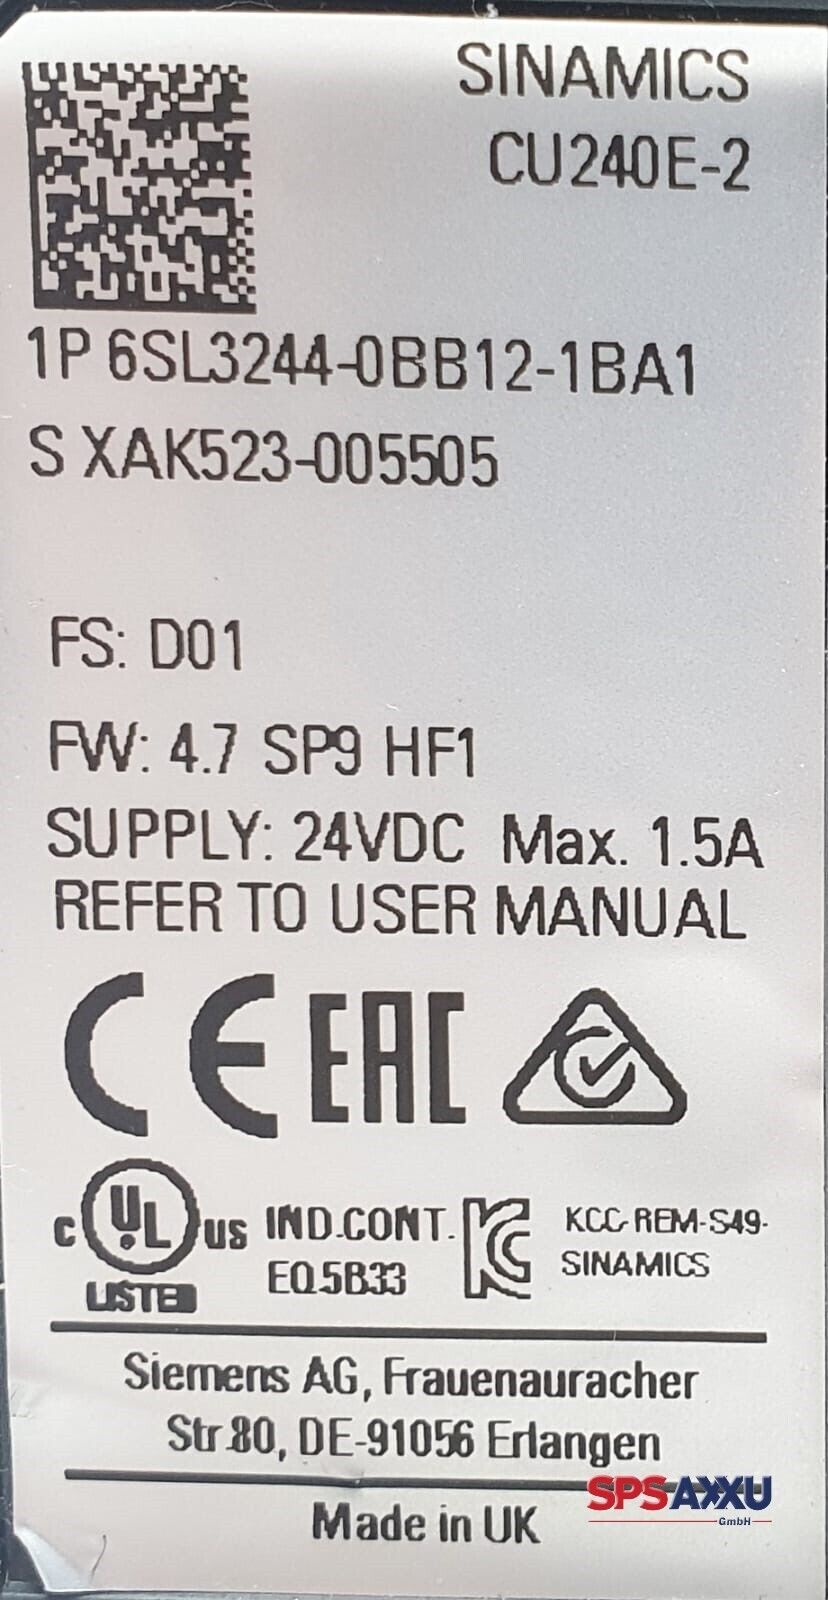 SINAMICS
CU240E-2
1P 6SL3244-0BB12-1BA1
S XAK523-005505
FS: D01
FW: 4.7 SP9 HF1
SUPPLY: 24VDC Max. 1.5A
REFER TO USER MANUAL
CE EAC
C UL US LISTED
IND.CONT.
EQ5B33
KCC-REM-S49-
SINAMICS
Siemens AG, Frauenauracher
Str.80, DE-91056 Erlangen
Made in UK
SPSAXXU
GmbH